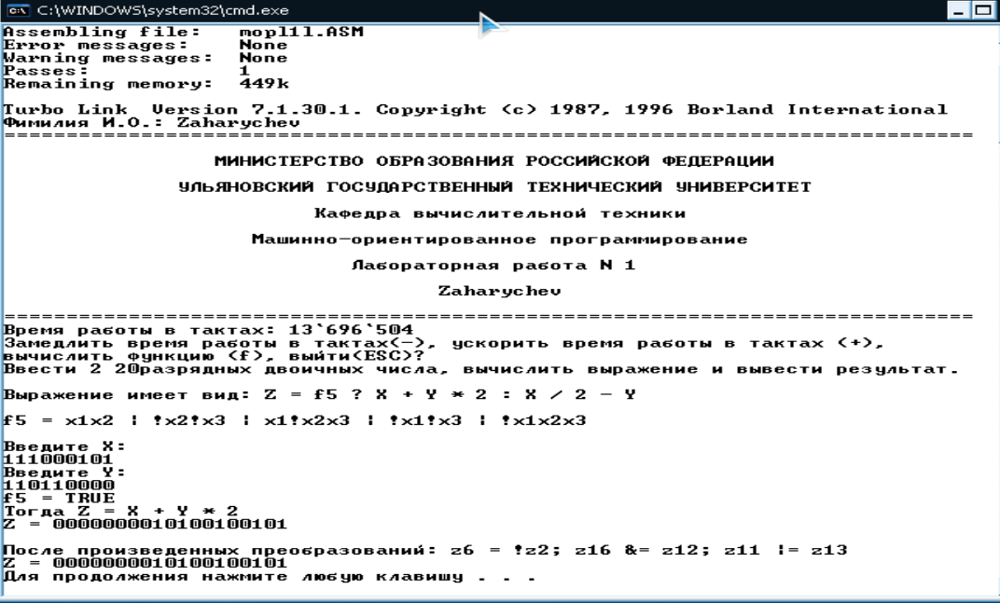 C:\WINDOWS\system32\cmd.exe
Assembling file: mopl1l.ASM
Error messages: None
Warning messages: None
Passes: 1
Remaining memory: 449k
Turbo Link Version 7.1.30.1. Copyright (c) 1987, 1996 Borland International
Фимилия И.О.: Zaharychev
==============================================================================
МИНИСТЕРСТВО ОБРАЗОВАНИЯ РОССИЙСКОЙ ФЕДЕРАЦИИ
УЛьЯНОВСКИЙ ГОСУДАРСТВЕННЫЙ ТЕХНИЧЕСКИЙ УНИВЕРСИТЕТ
Кафедра вычислительной техники
Машинно-ориентированное программирование
Лабораторная работа N 1
Zaharychev
==============================================================================
Время работы в тактах: 13`696`504
Замедлить время работы в тактах(-), ускорить время работы в тактах (+),
вычислить функцию (f), выйти(ESC)?
Ввести 2 20разрядных двоичных числа, вычислить выражение и вывести результат.
Выражение имеет вид: Z = f5 ? X + Y * 2 : X / 2 - Y
f5 = x1x2 | !x2!x3 | x1!x2x3 | !x1!x3 | !x1x2x3
Введите X:
111000101
Введите Y:
110110000
f5 = TRUE
Тогда Z = X + Y * 2
Z = 00000000010100100101
После произведенных преобразований: z6 = !z2; z16 &= z12; z11 |= z13
Z = 00000000010100100101
Для продолжения нажмите любую клавишу . . .